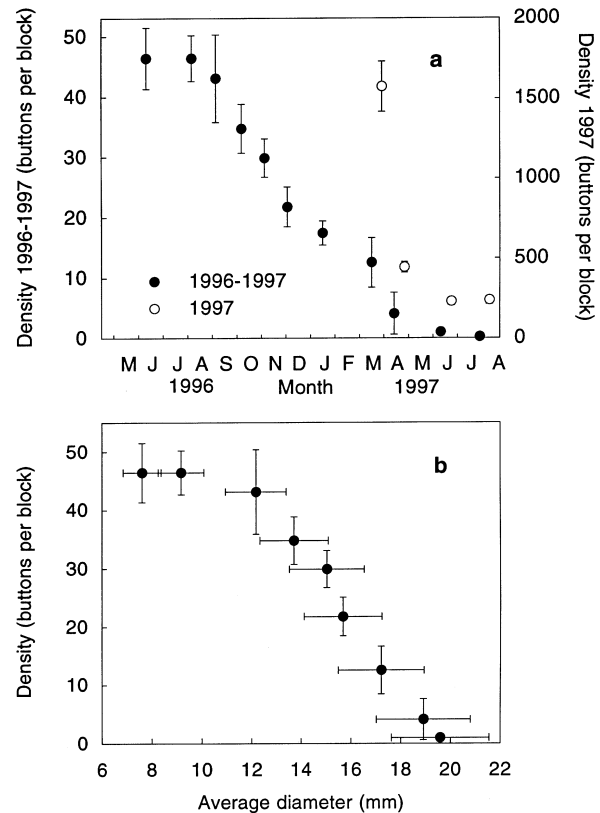 a
Density 1996-1997 (buttons per block)
50
40
30
20
10
0
2000
1500
1000
500
0
Density 1997 (buttons per block)
1996-1997
1997
M J J A S O N D J F M A M J J A
1996 Month 1997
b
Density (buttons per block)
50
40
30
20
10
0
6 8 10 12 14 16 18 20 22
Average diameter (mm)